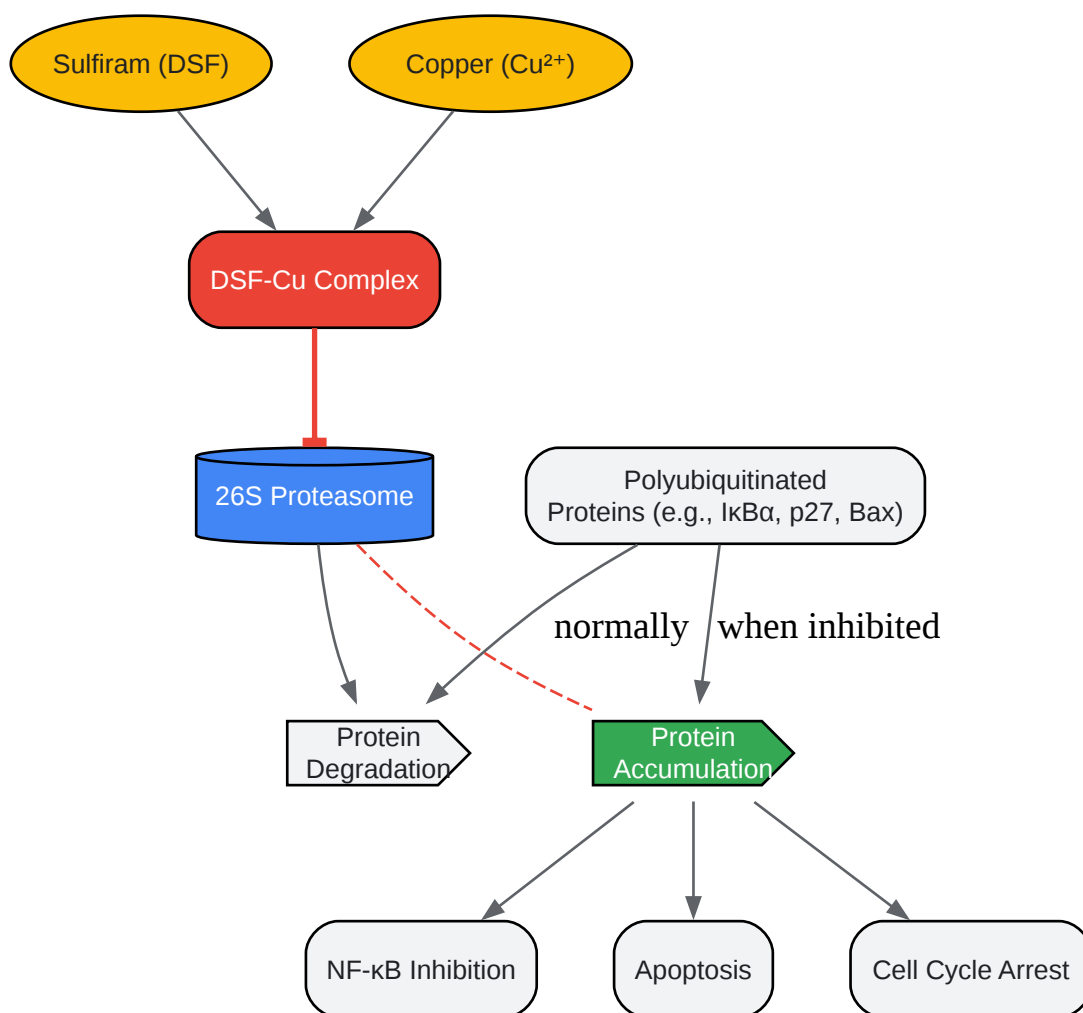 Sulfiram (DSF)
Copper (Cu²⁺)
DSF-Cu Complex
26S Proteasome
Polyubiquitinated
Proteins (e.g., IκBα, p27, Bax)
normally
when inhibited
Protein
Degradation
Protein
Accumulation
NF-κB Inhibition
Apoptosis
Cell Cycle Arrest